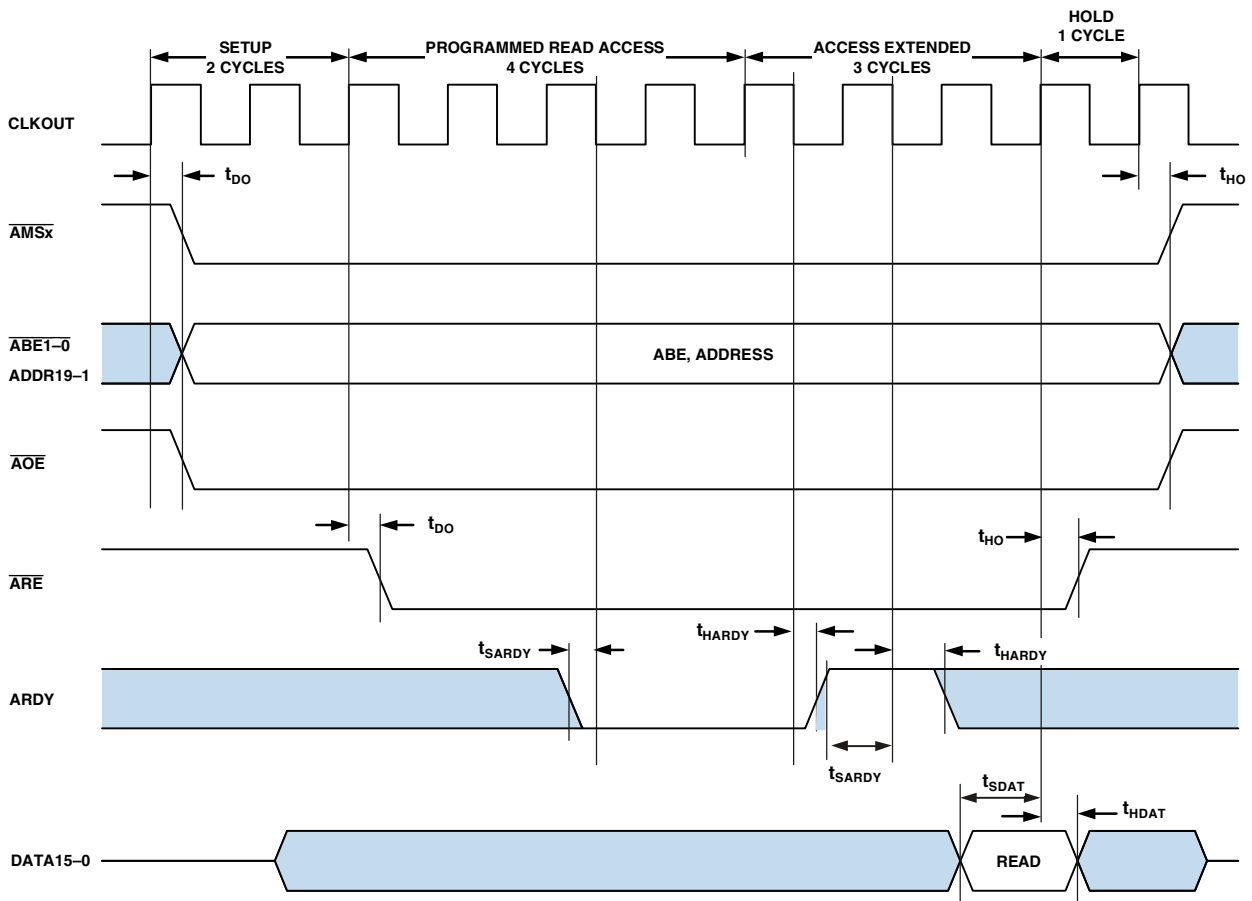 HOLD
1 CYCLE
SETUP
2 CYCLES
PROGRAMMED READ ACCESS
4 CYCLES
ACCESS EXTENDED
3 CYCLES
CLKOUT
tDO
tHO
AMSx
ABE1–0
ADDR19–1
ABE, ADDRESS
AOE
tDO
tHO
ARE
tSARDY
tHARDY
tHARDY
ARDY
tSARDY
tSDAT
tHDAT
DATA15–0
READ